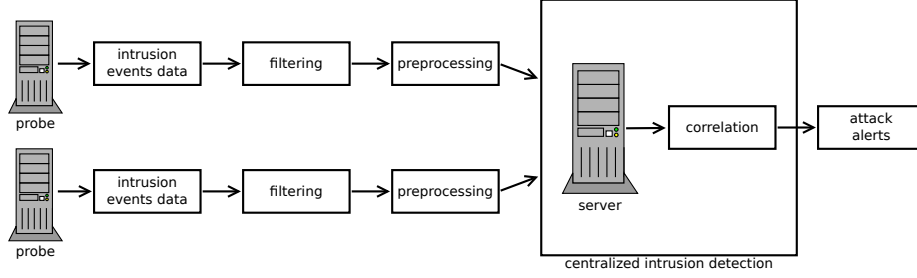 intrusion
events data
filtering
preprocessing
probe
intrusion
events data
filtering
preprocessing
probe
server
correlation
attack
alerts
centralized intrusion detection